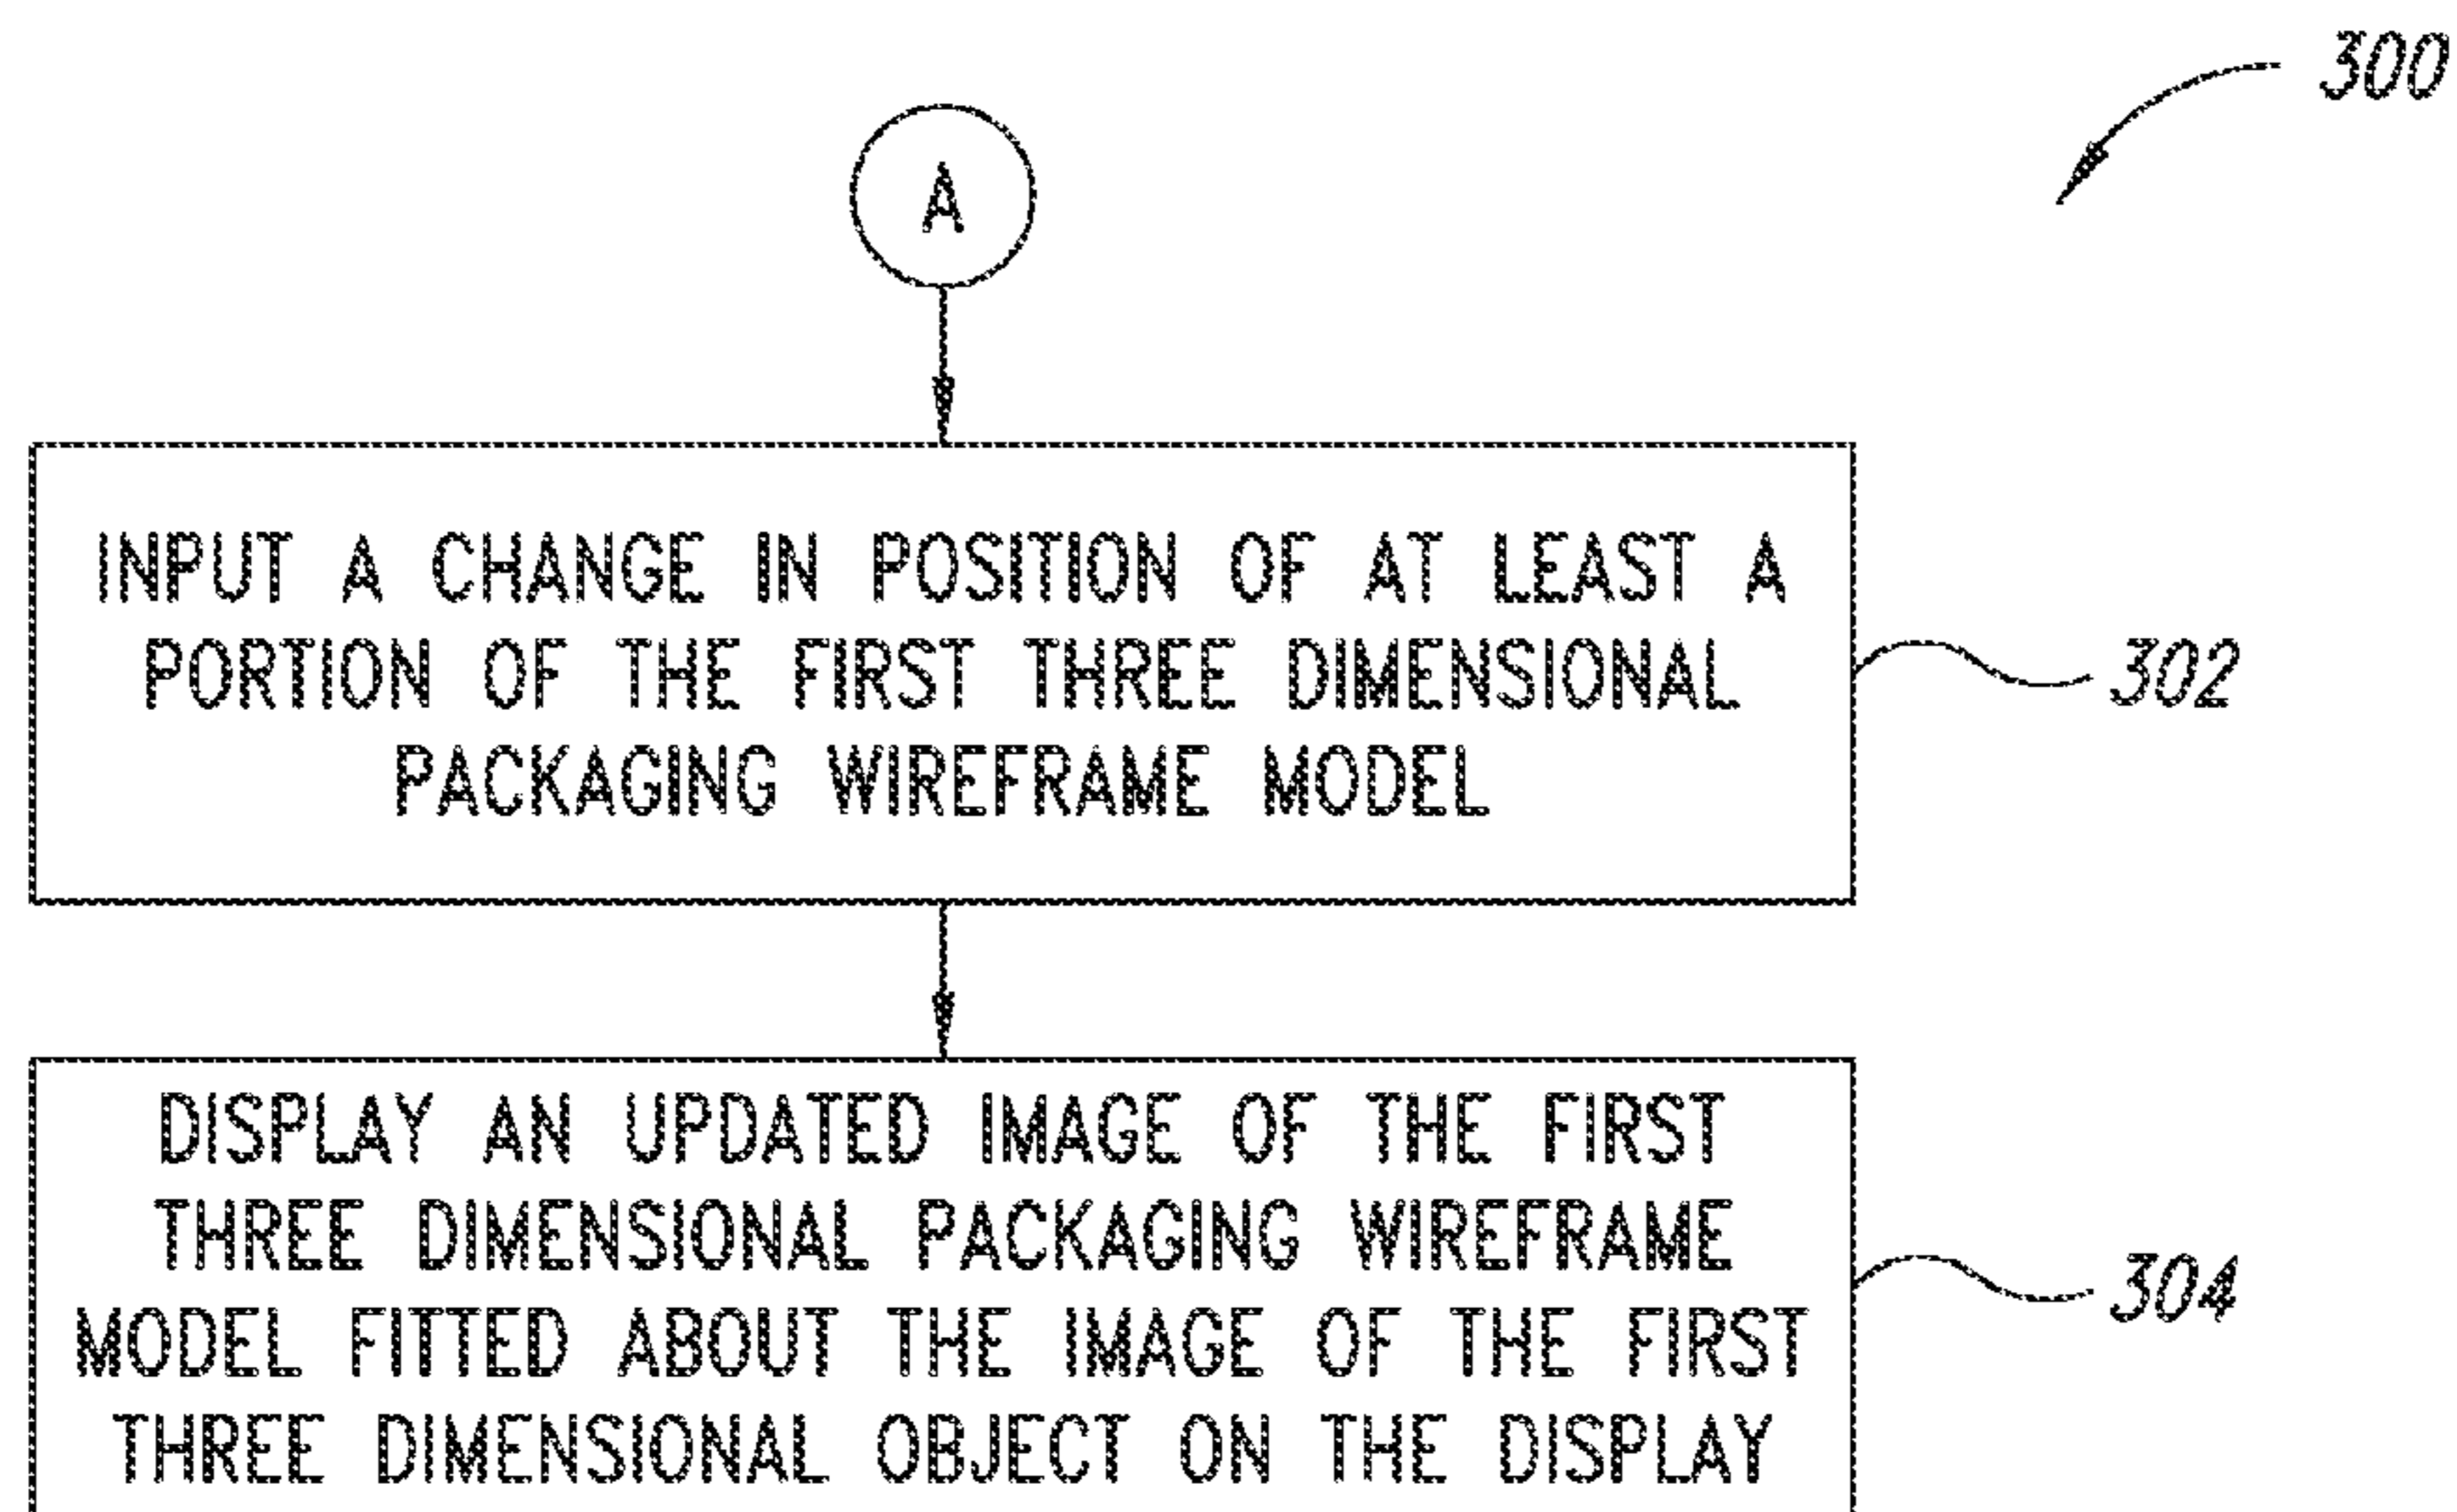 300
A
INPUT A CHANGE IN POSITION OF AT LEAST A
PORTION OF THE FIRST THREE DIMENSIONAL
PACKAGING WIREFRAME MODEL
302
DISPLAY AN UPDATED IMAGE OF THE FIRST
THREE DIMENSIONAL PACKAGING WIREFRAME
MODEL FITTED ABOUT THE IMAGE OF THE FIRST
THREE DIMENSIONAL OBJECT ON THE DISPLAY
304